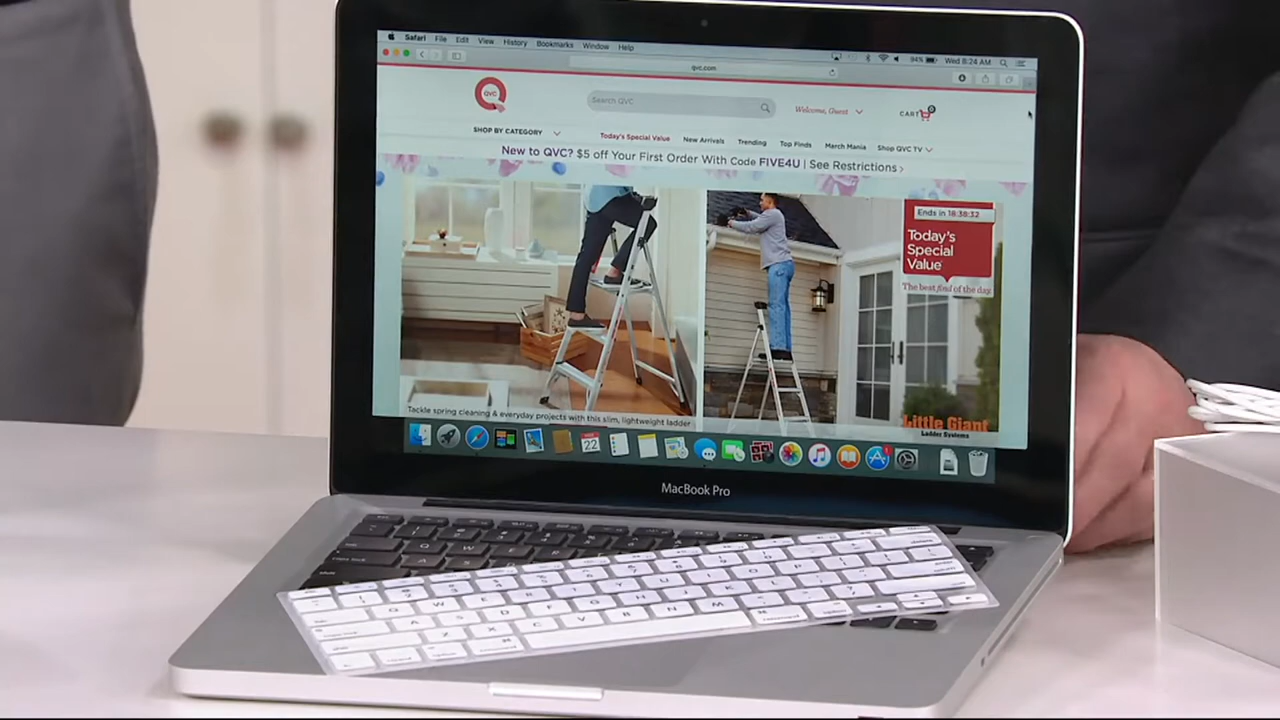 Safari File Edit View History Bookmarks Window Help
94% Wed 8:24 AM
qvc.com
QVC
Search QVC
Welcome, Guest
CART 0
SHOP BY CATEGORY
Today's Special Value New Arrivals Trending Top Finds Merch Mania Shop QVC TV
New to QVC? $5 off Your First Order With Code FIVE4U | See Restrictions
Ends in 18:38:32
Today's
Special
Value
The best find of the day
Little Giant
Ladder Systems
Tackle spring cleaning & everyday projects with this slim, lightweight ladder
22
MacBook Pro